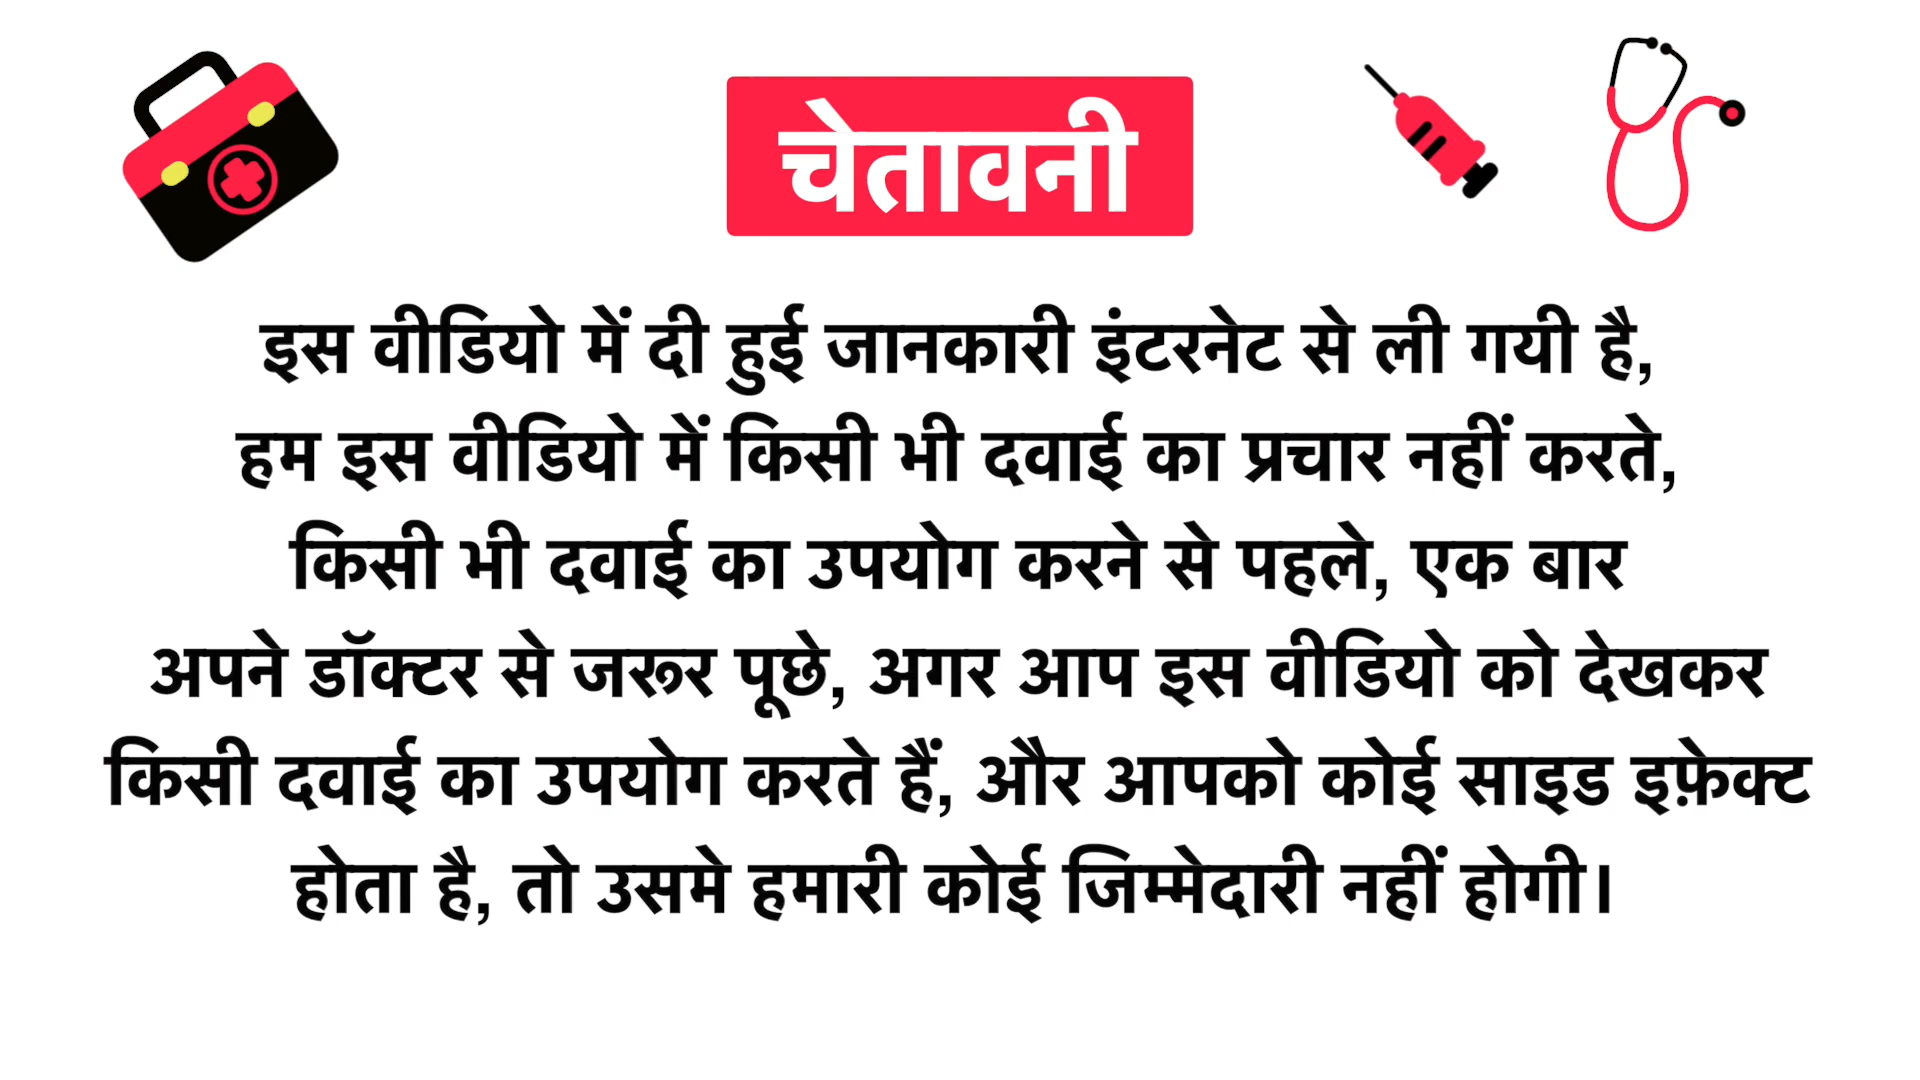 चेतावनी
इस वीडियो में दी हुई जानकारी इंटरनेट से ली गयी है,
हम इस वीडियो में किसी भी दवाई का प्रचार नहीं करते,
किसी भी दवाई का उपयोग करने से पहले, एक बार
अपने डॉक्टर से जरूर पूछे, अगर आप इस वीडियो को देखकर
किसी दवाई का उपयोग करते हैं, और आपको कोई साइड इफ़ेक्ट
होता है, तो उसमे हमारी कोई जिम्मेदारी नहीं होगी।